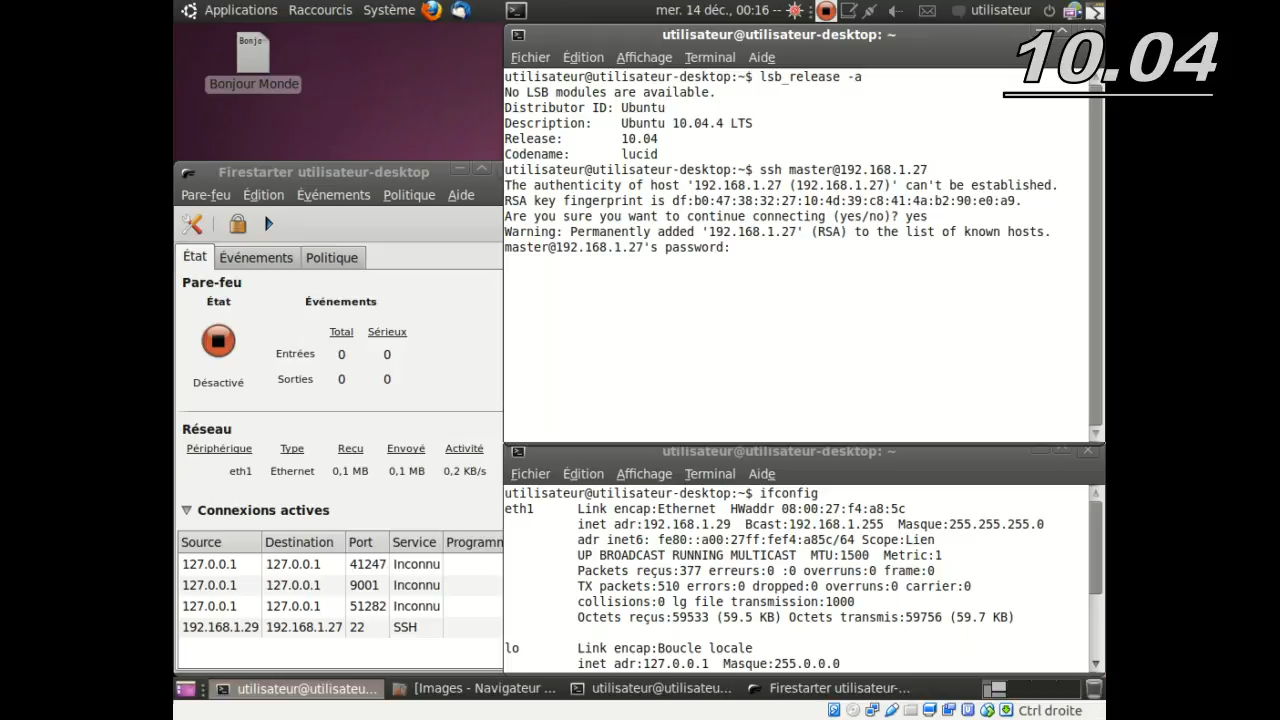 Applications Raccourcis Système
mer. 14 déc., 00:16
utilisateur
10.04
Bonje
Bonjour Monde
utilisateur@utilisateur-desktop: ~
Fichier Édition Affichage Terminal Aide
utilisateur@utilisateur-desktop:~$ lsb_release -a
No LSB modules are available.
Distributor ID: Ubuntu
Description: Ubuntu 10.04.4 LTS
Release: 10.04
Codename: lucid
utilisateur@utilisateur-desktop:~$ ssh master@192.168.1.27
The authenticity of host '192.168.1.27 (192.168.1.27)' can't be established.
RSA key fingerprint is df:b0:47:38:32:27:10:4d:39:c8:41:4a:b2:90:e0:a9.
Are you sure you want to continue connecting (yes/no)? yes
Warning: Permanently added '192.168.1.27' (RSA) to the list of known hosts.
master@192.168.1.27's password:
Firestarter utilisateur-desktop
Pare-feu Édition Événements Politique Aide
État Événements Politique
Pare-feu
État Événements
Total Sérieux
Entrées 0 0
Sorties 0 0
Désactivé
Réseau
Périphérique Type Reçu Envoyé Activité
eth1 Ethernet 0,1 MB 0,1 MB 0,2 KB/s
Connexions actives
Source Destination Port Service Programm
127.0.0.1 127.0.0.1 41247 Inconnu
127.0.0.1 127.0.0.1 9001 Inconnu
127.0.0.1 127.0.0.1 51282 Inconnu
192.168.1.29 192.168.1.27 22 SSH
utilisateur@utilisateur-desktop: ~
Fichier Édition Affichage Terminal Aide
utilisateur@utilisateur-desktop:~$ ifconfig
eth1 Link encap:Ethernet HWaddr 08:00:27:f4:a8:5c
inet adr:192.168.1.29 Bcast:192.168.1.255 Masque:255.255.255.0
adr inet6: fe80::a00:27ff:fef4:a85c/64 Scope:Lien
UP BROADCAST RUNNING MULTICAST MTU:1500 Metric:1
Packets reçus:377 erreurs:0 :0 overruns:0 frame:0
TX packets:510 errors:0 dropped:0 overruns:0 carrier:0
collisions:0 lg file transmission:1000
Octets reçus:59533 (59.5 KB) Octets transmis:59756 (59.7 KB)
lo Link encap:Boucle locale
inet adr:127.0.0.1 Masque:255.0.0.0
utilisateur@utilisateu... [Images - Navigateur ... utilisateur@utilisateu... Firestarter utilisateur-...
Ctrl droite